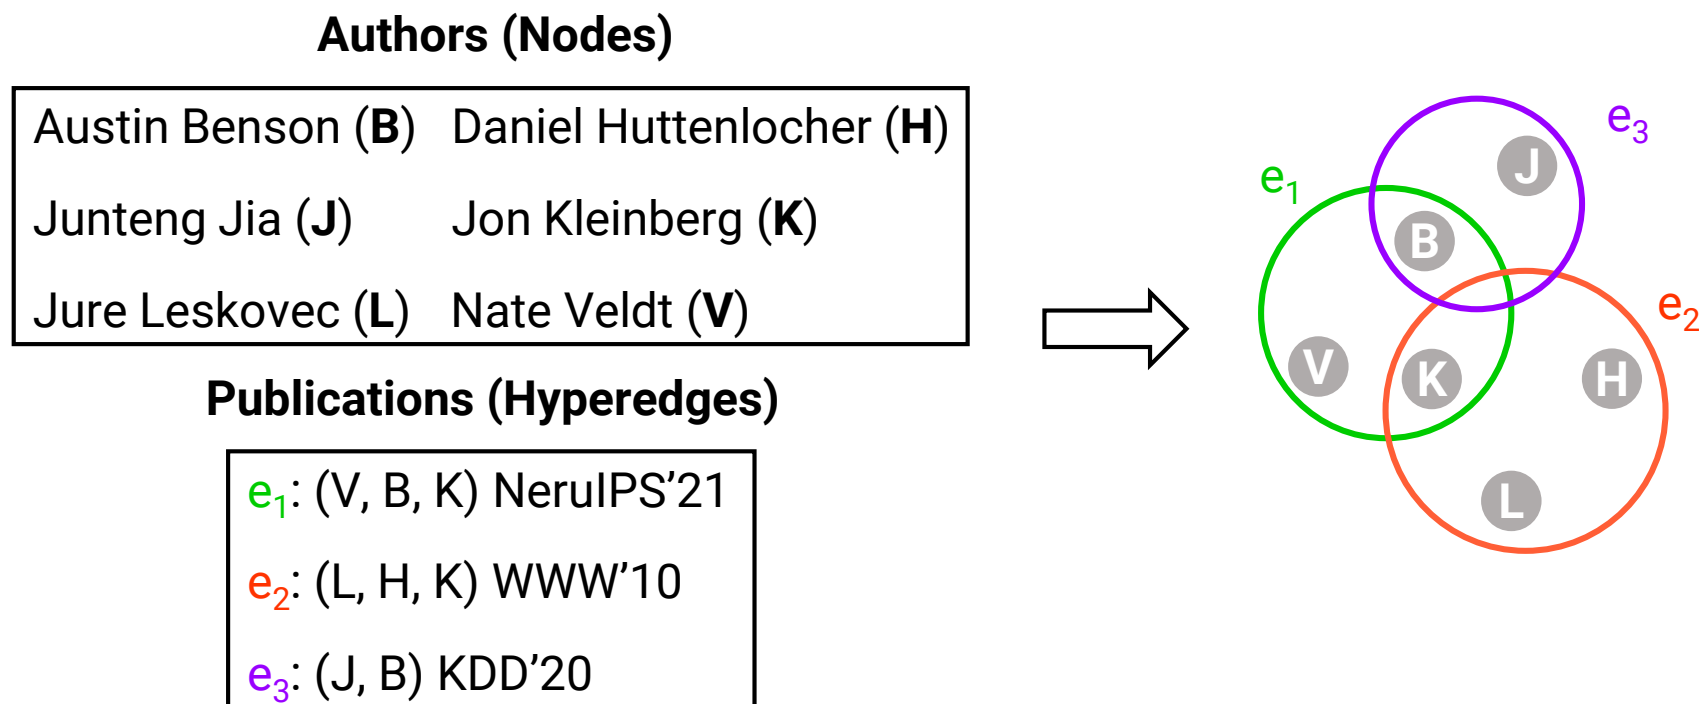 Authors (Nodes)
Austin Benson (B) Daniel Huttenlocher (H)
Junteng Jia (J) Jon Kleinberg (K)
Jure Leskovec (L) Nate Veldt (V)
Publications (Hyperedges)
e1: (V, B, K) NeruIPS’21
e2: (L, H, K) WWW’10
e3: (J, B) KDD’20
e3
J
e1
B
e2
V
K
H
L